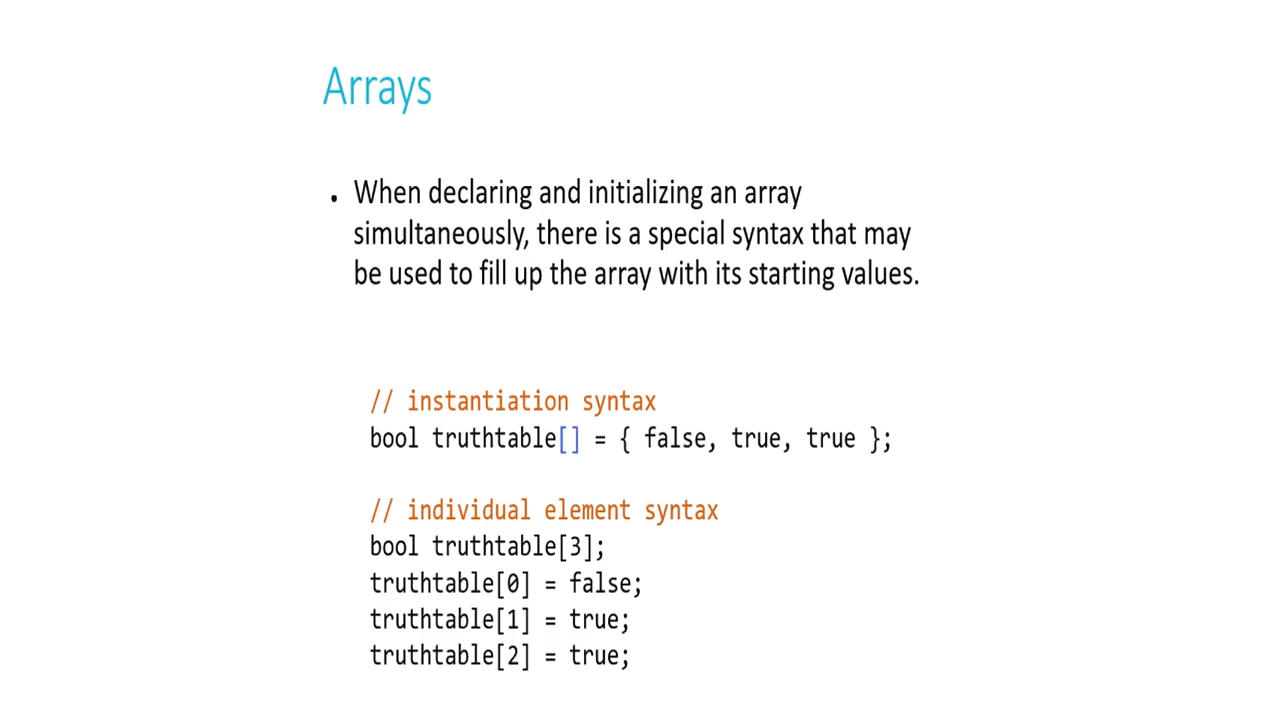 Arrays
• When declaring and initializing an array
simultaneously, there is a special syntax that may
be used to fill up the array with its starting values.
// instantiation syntax
bool truthtable[] = { false, true, true };
// individual element syntax
bool truthtable[3];
truthtable[0] = false;
truthtable[1] = true;
truthtable[2] = true;